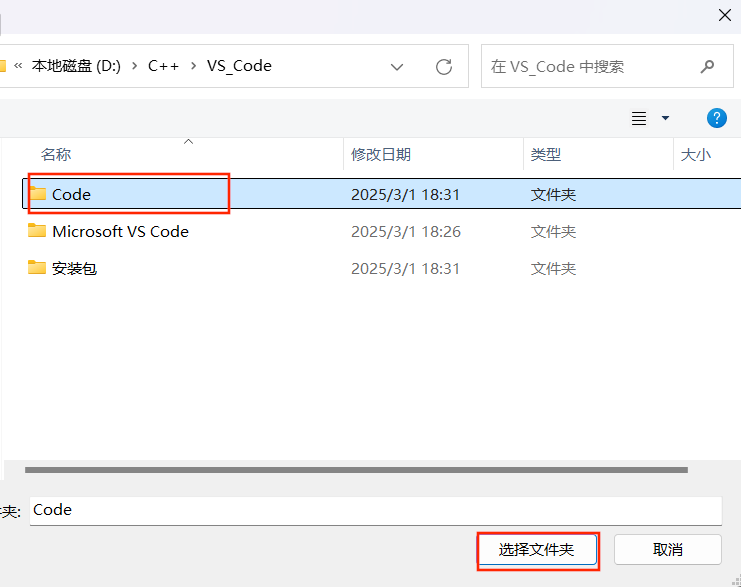 « 本地磁盘 (D:) › C++ › VS_Code
在 VS_Code 中搜索
?
名称 修改日期 类型 大小
Code 2025/3/1 18:31 文件夹
Microsoft VS Code 2025/3/1 18:26 文件夹
安装包 2025/3/1 18:31 文件夹
夹: Code
选择文件夹 取消